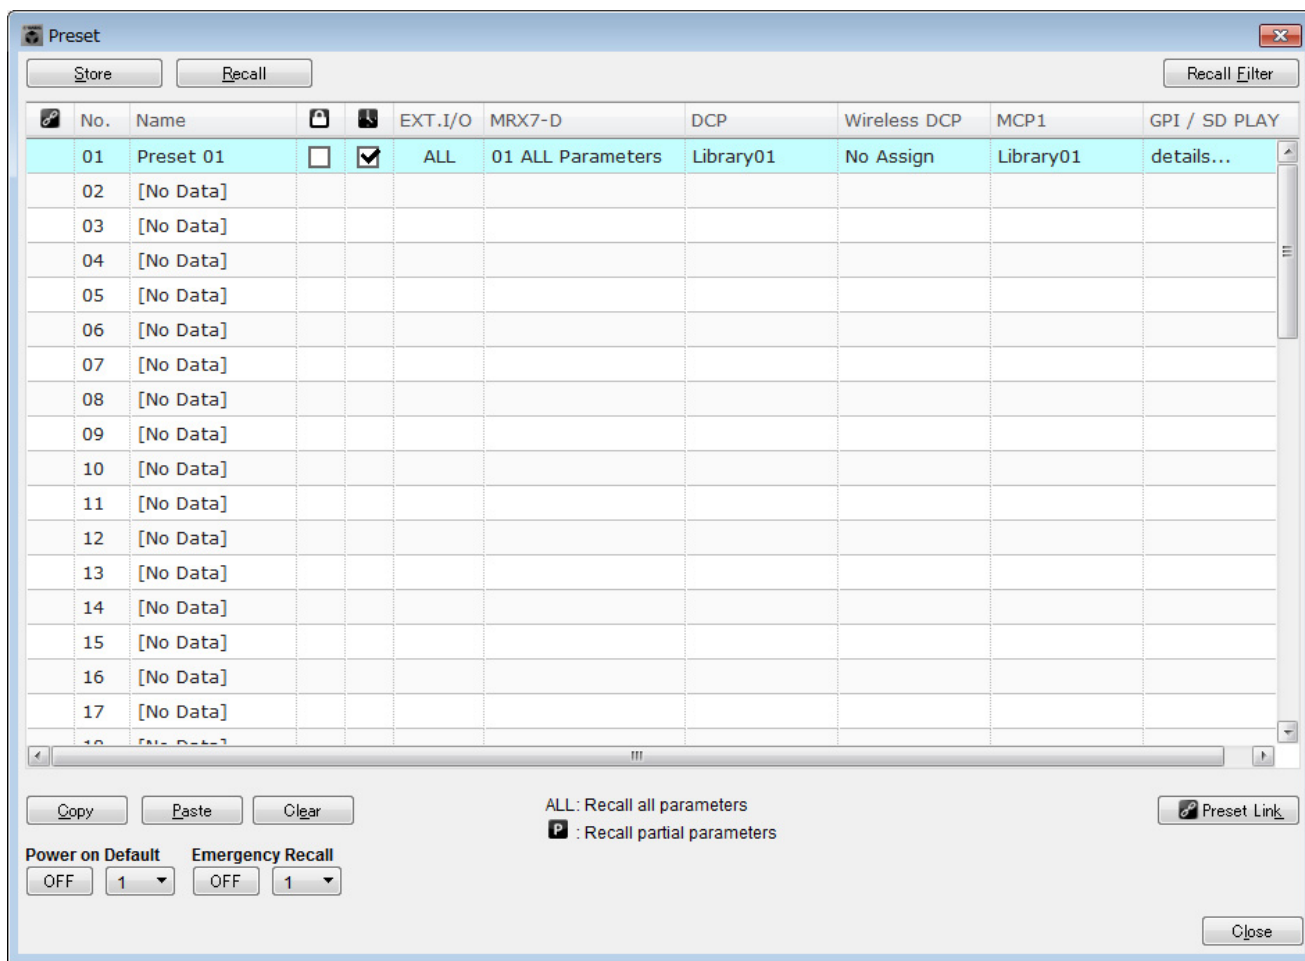 Preset
Store Recall Recall Filter
No. Name EXT.I/O MRX7-D DCP Wireless DCP MCP1 GPI / SD PLAY
01 Preset 01 ALL 01 ALL Parameters Library01 No Assign Library01 details...
02 [No Data]
03 [No Data]
04 [No Data]
05 [No Data]
06 [No Data]
07 [No Data]
08 [No Data]
09 [No Data]
10 [No Data]
11 [No Data]
12 [No Data]
13 [No Data]
14 [No Data]
15 [No Data]
16 [No Data]
17 [No Data]
Copy Paste Clear ALL: Recall all parameters Preset Link
P : Recall partial parameters
Power on Default Emergency Recall
OFF 1 OFF 1
Close